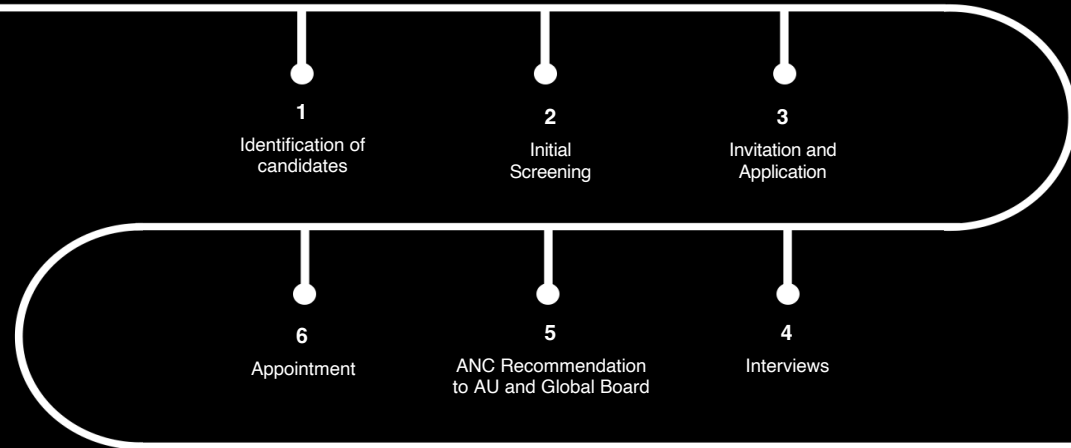 1
Identification of
candidates
2
Initial
Screening
3
Invitation and
Application
4
Interviews
5
ANC Recommendation
to AU and Global Board
6
Appointment